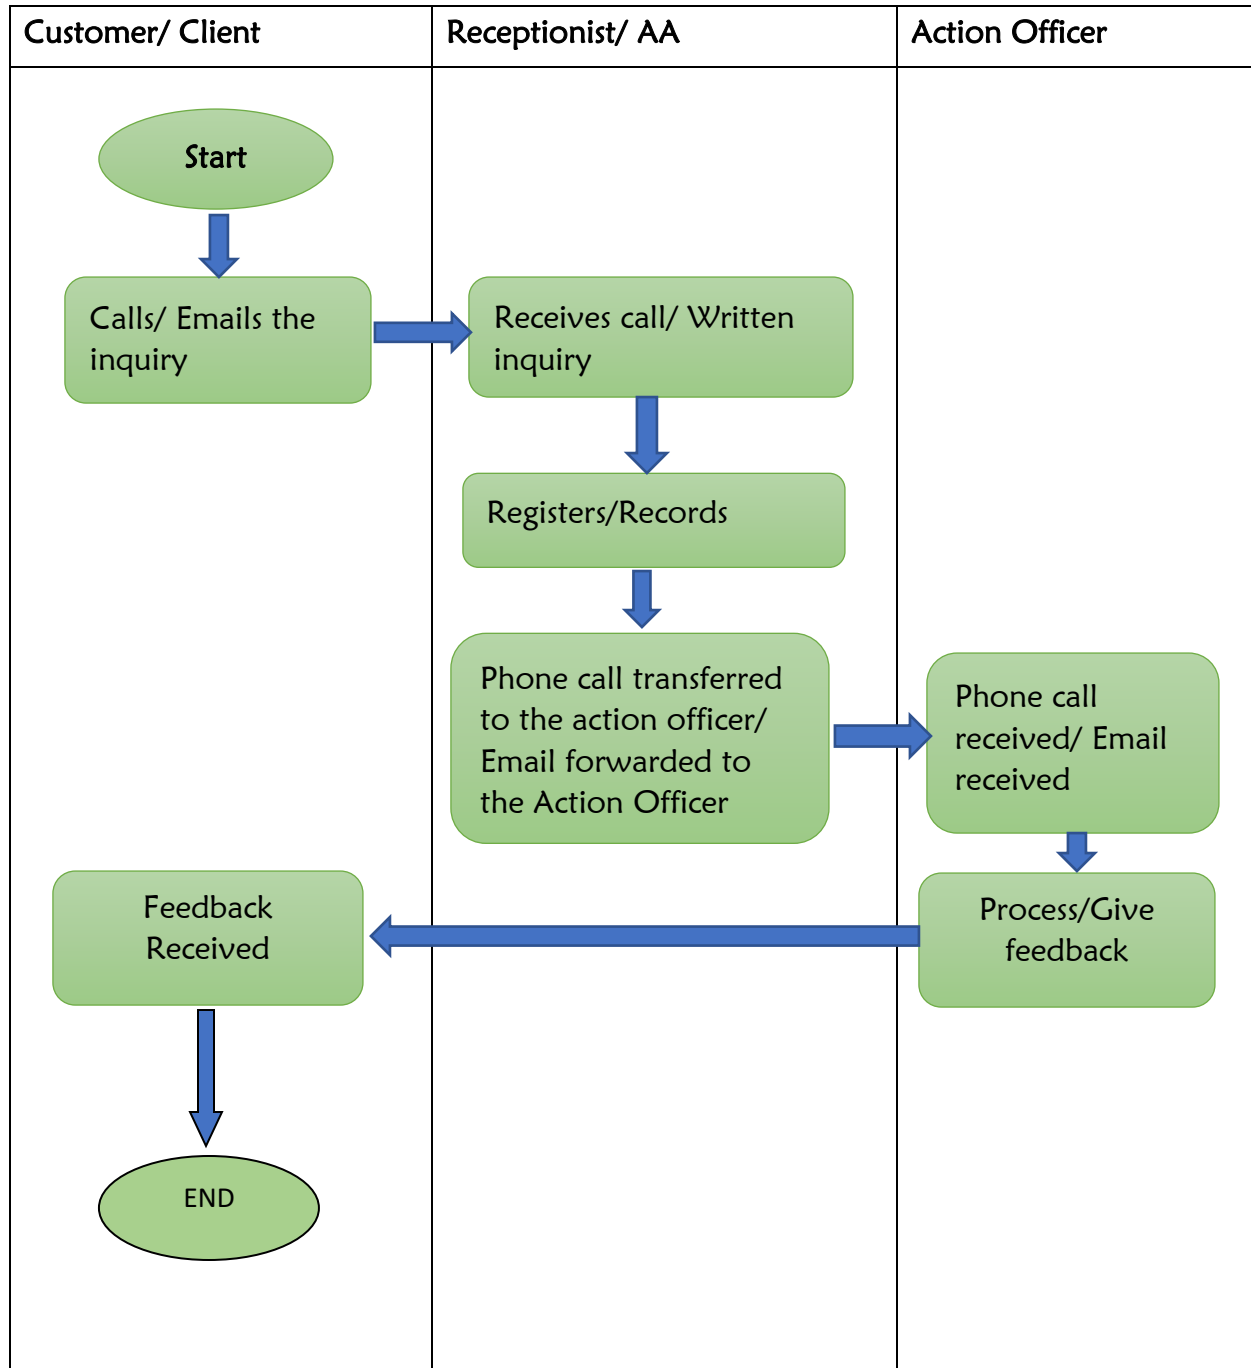 Customer/ Client
Receptionist/ AA
Action Officer
Start
Calls/ Emails the
inquiry
Receives call/ Written
inquiry
Registers/Records
Phone call transferred
to the action officer/
Email forwarded to
the Action Officer
Phone call
received/ Email
received
Process/Give
feedback
Feedback
Received
END